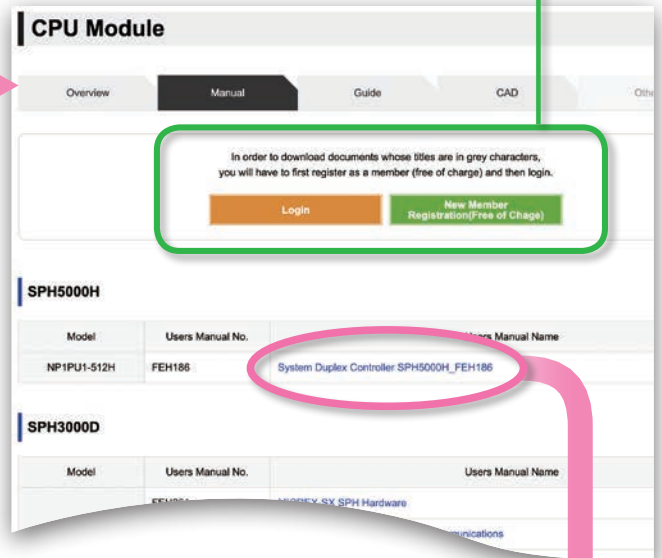 CPU Module
Overview Manual Guide CAD
In order to download documents whose titles are in grey characters,
you will have to first register as a member (free of charge) and then login.
Login
New Member
Registration(Free of Chage)
SPH5000H
Model Users Manual No. Users Manual Name
NP1PU1-512H FEH186 System Duplex Controller SPH5000H_FEH186
SPH3000D
Model Users Manual No. Users Manual Name
SPH Hardware